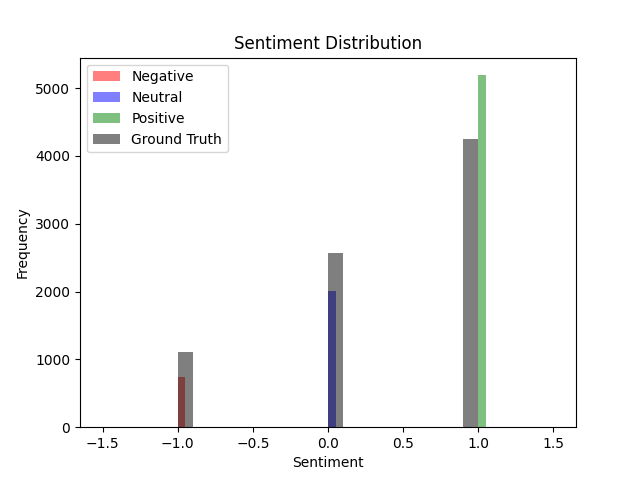 Sentiment Distribution
Negative
Neutral
Positive
Ground Truth
5000
4000
3000
2000
1000
0
Frequency
−1.5 −1.0 −0.5 0.0 0.5 1.0 1.5
Sentiment